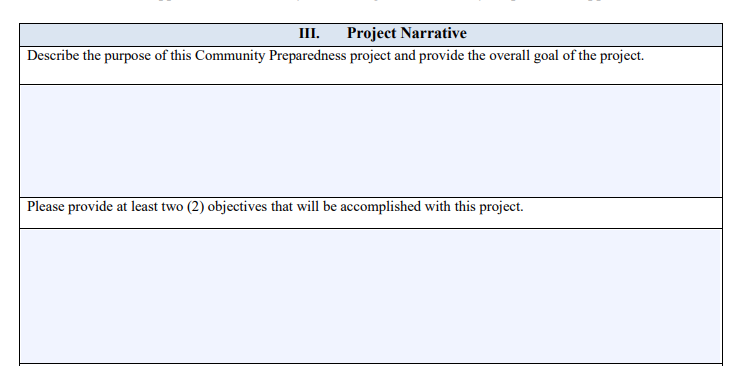 III. Project Narrative
Describe the purpose of this Community Preparedness project and provide the overall goal of the project.
Please provide at least two (2) objectives that will be accomplished with this project.